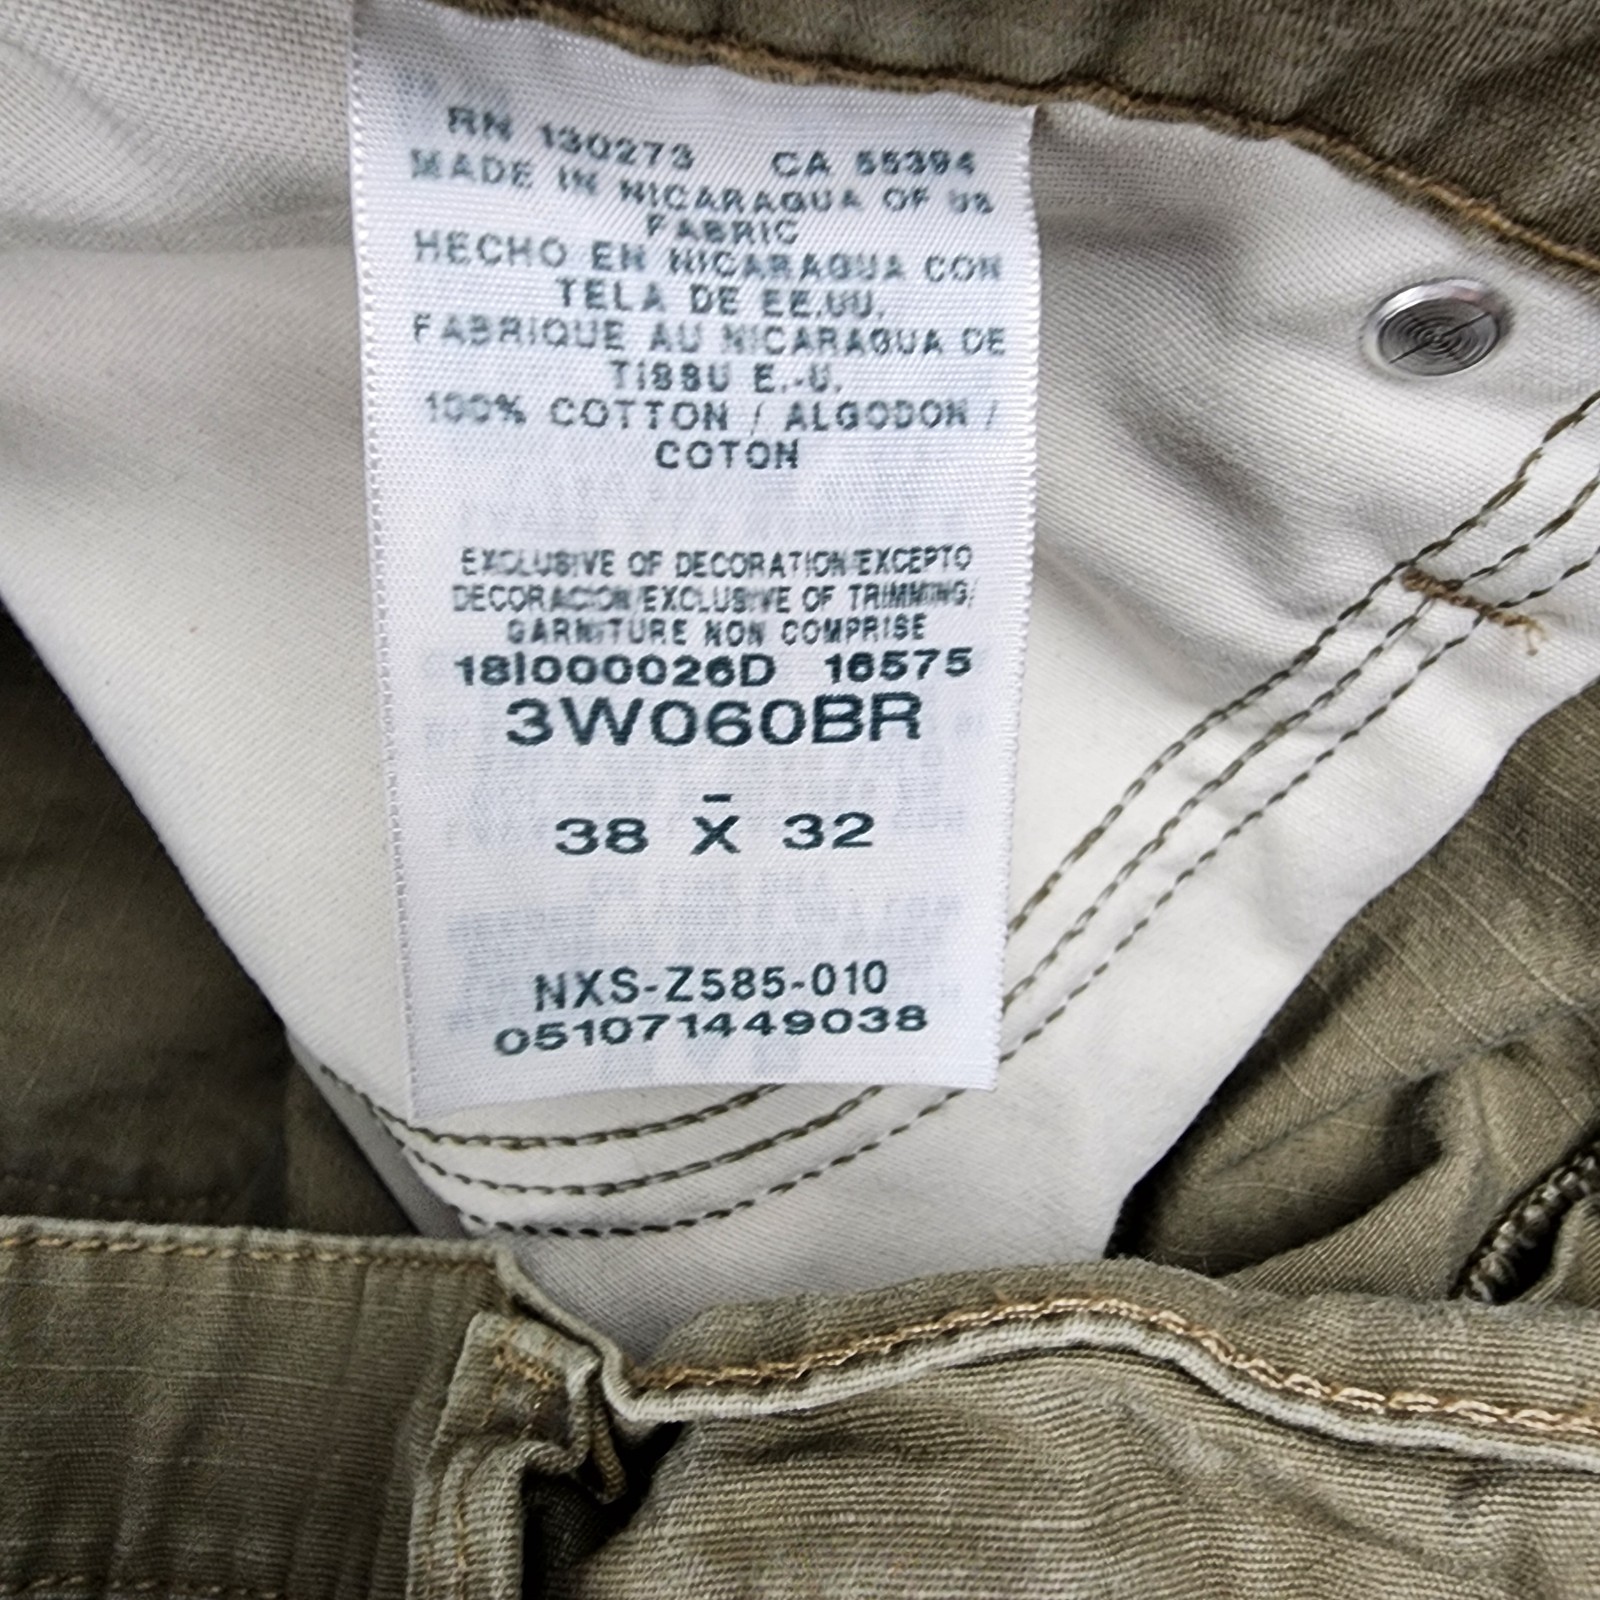 RN 130273 CA 55394
MADE IN NICARAGUA OF US
FABRIC
HECHO EN NICARAGUA CON
TELA DE EE.UU.
FABRIQUE AU NICARAGUA DE
TISSU E.-U.
100% COTTON / ALGODON /
COTON
EXCLUSIVE OF DECORATION/EXCEPTO
DECORACION/EXCLUSIVE OF TRIMMING/
GARNITURE NON COMPRISE
18I000026D 16575
3W060BR
-
38 X 32
NXS-Z585-010
051071449038